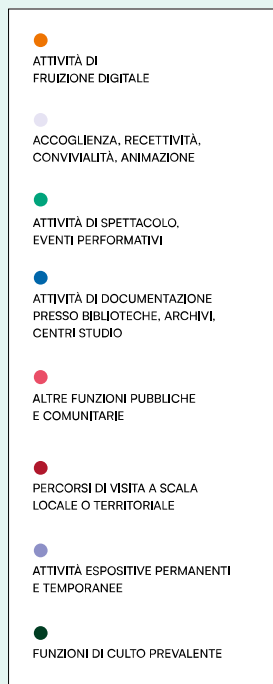 ATTIVITÀ DI
FRUIZIONE DIGITALE
ACCOGLIENZA, RECETTIVITÀ,
CONVIVIALITÀ, ANIMAZIONE
ATTIVITÀ DI SPETTACOLO,
EVENTI PERFORMATIVI
ATTIVITÀ DI DOCUMENTAZIONE
PRESSO BIBLIOTECHE, ARCHIVI,
CENTRI STUDIO
ALTRE FUNZIONI PUBBLICHE
E COMUNITARIE
PERCORSI DI VISITA A SCALA
LOCALE O TERRITORIALE
ATTIVITÀ ESPOSITIVE PERMANENTI
E TEMPORANEE
FUNZIONI DI CULTO PREVALENTE